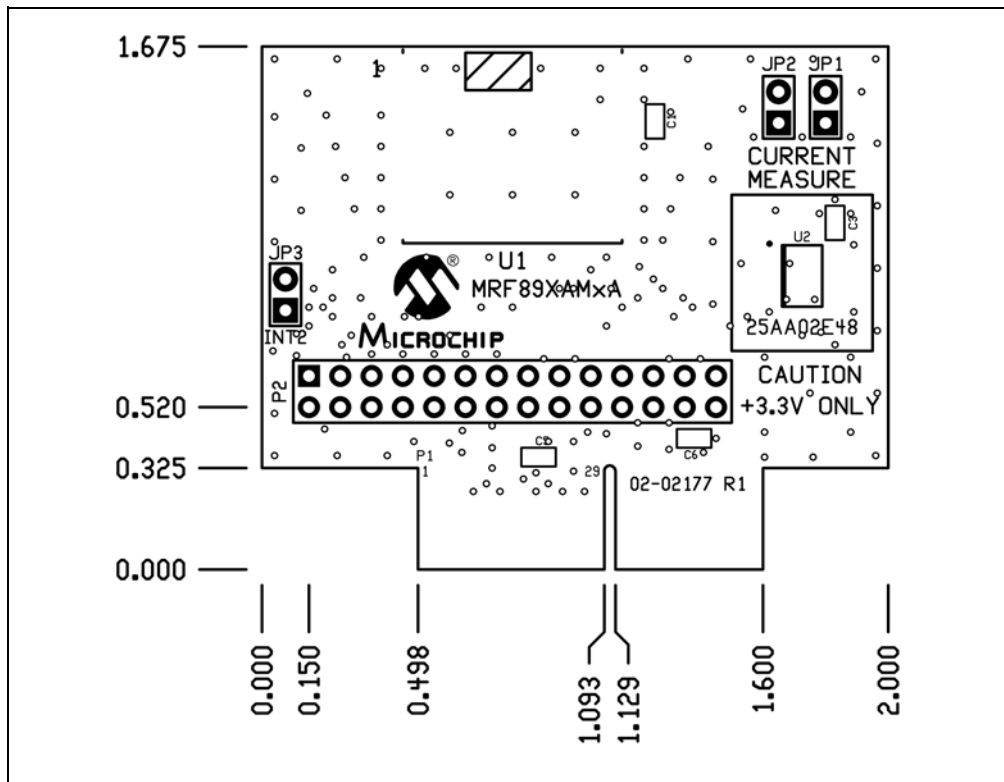 1.675
1
JP2 JP1
C1
CURRENT
MEASURE
C3
U2
JP3
®
U1
MRF89XAMxA
INT2
MICROCHIP
25AA02E48
P2
CAUTION
0.520
+3.3V ONLY
C5
C6
P1
0.325
1
29
02-02177 R1
0.000
0.000
0.150
0.498
1.093
1.129
1.600
2.000